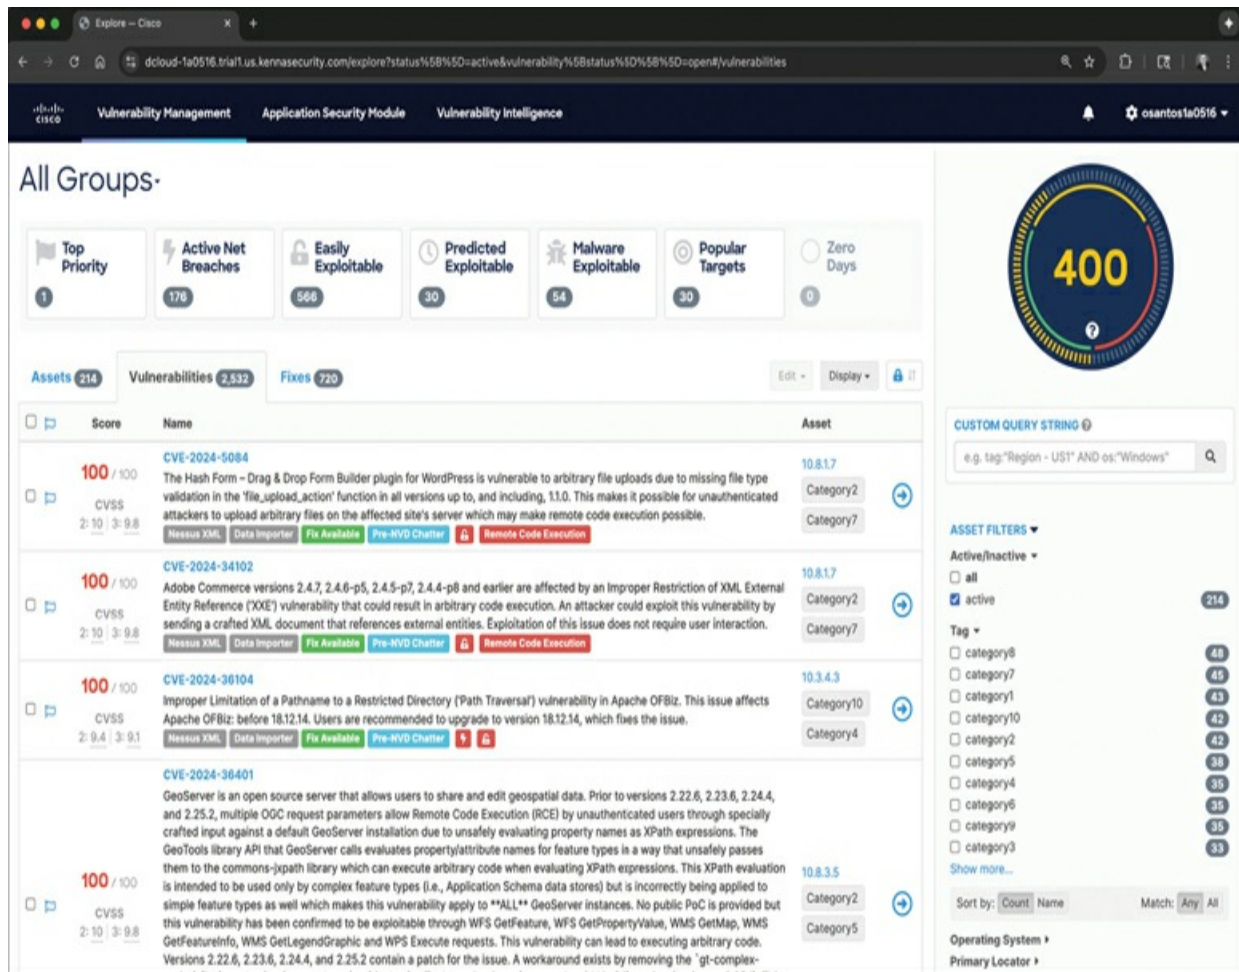 Explore — Cisco
dcloud-1a0516.trial1.us.kennasecurity.com/explore?status%5B%5D=active&vulnerability%5Bstatus%5D%5B%5D=open#/vulnerabilities
cisco
Vulnerability Management Application Security Module Vulnerability Intelligence
osantos1a0516
All Groups
Top Priority
1
Active Net Breaches
176
Easily Exploitable
566
Predicted Exploitable
30
Malware Exploitable
54
Popular Targets
30
Zero Days
0
400
Assets 214 Vulnerabilities 2,532 Fixes 720
Edit Display
Score Name Asset
100 / 100
CVSS
2: 10 3: 9.8
CVE-2024-5084
The Hash Form – Drag & Drop Form Builder plugin for WordPress is vulnerable to arbitrary file uploads due to missing file type
validation in the 'file_upload_action' function in all versions up to, and including, 1.1.0. This makes it possible for unauthenticated
attackers to upload arbitrary files on the affected site's server which may make remote code execution possible.
Nessus XML Data Importer Fix Available Pre-NVD Chatter Remote Code Execution
10.8.1.7
Category2
Category7
100 / 100
CVSS
2: 10 3: 9.8
CVE-2024-34102
Adobe Commerce versions 2.4.7, 2.4.6-p5, 2.4.5-p7, 2.4.4-p8 and earlier are affected by an Improper Restriction of XML External
Entity Reference ('XXE') vulnerability that could result in arbitrary code execution. An attacker could exploit this vulnerability by
sending a crafted XML document that references external entities. Exploitation of this issue does not require user interaction.
Nessus XML Data Importer Fix Available Pre-NVD Chatter Remote Code Execution
10.8.1.7
Category2
Category7
100 / 100
CVSS
2: 9.4 3: 9.1
CVE-2024-36104
Improper Limitation of a Pathname to a Restricted Directory ('Path Traversal') vulnerability in Apache OFBiz. This issue affects
Apache OFBiz: before 18.12.14. Users are recommended to upgrade to version 18.12.14, which fixes the issue.
Nessus XML Data Importer Fix Available Pre-NVD Chatter
10.3.4.3
Category10
Category4
100 / 100
CVSS
2: 10 3: 9.8
CVE-2024-36401
GeoServer is an open source server that allows users to share and edit geospatial data. Prior to versions 2.22.6, 2.23.6, 2.24.4,
and 2.25.2, multiple OGC request parameters allow Remote Code Execution (RCE) by unauthenticated users through specially
crafted input against a default GeoServer installation due to unsafely evaluating property names as XPath expressions. The
GeoTools library API that GeoServer calls evaluates property/attribute names for feature types in a way that unsafely passes
them to the commons-jxpath library which can execute arbitrary code when evaluating XPath expressions. This XPath evaluation
is intended to be used only by complex feature types (i.e., Application Schema data stores) but is incorrectly being applied to
simple feature types as well which makes this vulnerability apply to **ALL** GeoServer instances. No public PoC is provided but
this vulnerability has been confirmed to be exploitable through WFS GetFeature, WFS GetPropertyValue, WMS GetMap, WMS
GetFeatureInfo, WMS GetLegendGraphic and WPS Execute requests. This vulnerability can lead to executing arbitrary code.
Versions 2.22.6, 2.23.6, 2.24.4, and 2.25.2 contain a patch for the issue. A workaround exists by removing the `gt-complex-
10.8.3.5
Category2
Category5
CUSTOM QUERY STRING
e.g. tag:"Region - US1" AND os:"Windows"
ASSET FILTERS
Active/Inactive
all
active 214
Tag
category8 48
category7 45
category1 43
category10 42
category2 42
category5 38
category4 35
category6 35
category9 35
category3 33
Show more...
Sort by: Count Name Match: Any All
Operating System
Primary Locator